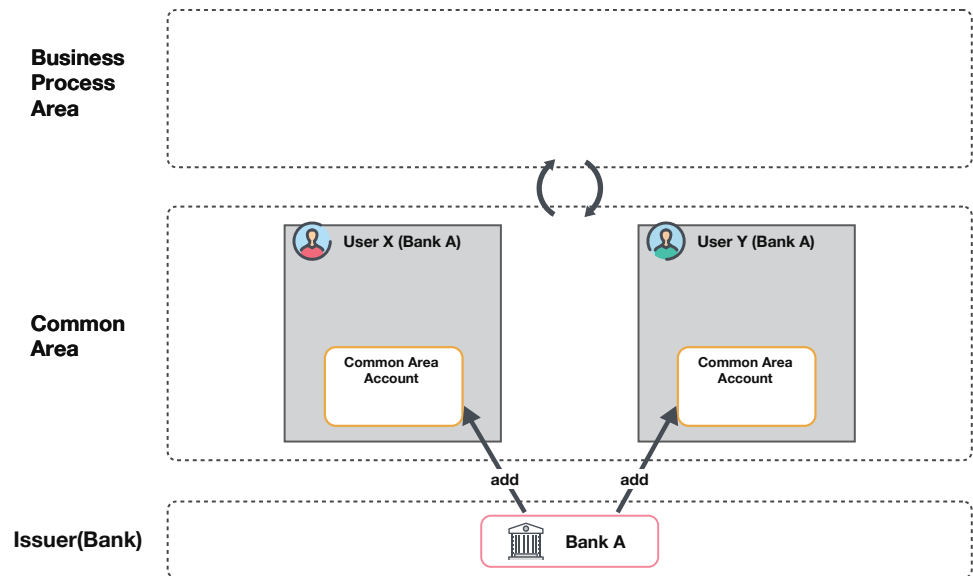 Business
Process
Area
User X (Bank A)
User Y (Bank A)
Common
Area
Common Area
Account
Common Area
Account
add
add
Issuer(Bank)
Bank A